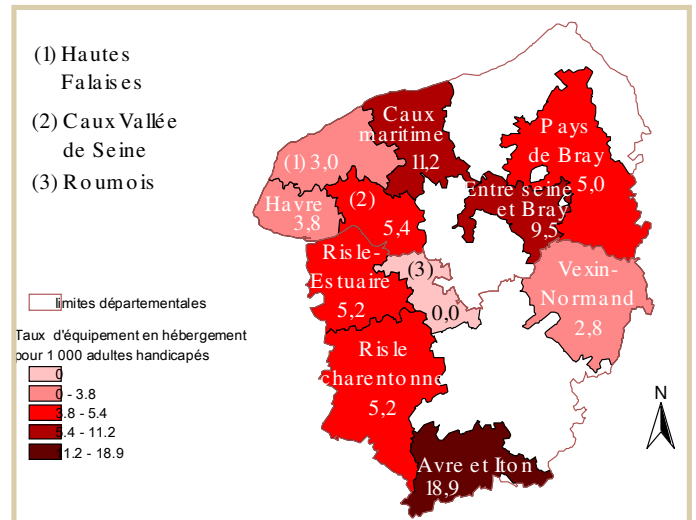 (1) Hautes
Falaises
(2) Caux Vallée
de Seine
(3) Roumois
Caux
maritime
11,2
Pays
de Bray
5,0
(1) 3,0
Entre seine
et Bray
9,5
Havre
3,8
(2)
5,4
Risle-
Estuaire
5,2
(3)
0,0
Vexin-
Normand
2,8
Risle
charentonne
5,2
Avre et Iton
18,9
N
limites départementales
Taux d'équipement en hébergement
pour 1 000 adultes handicapés
0
0 - 3.8
3.8 - 5.4
5.4 - 11.2
11.2 - 18.9